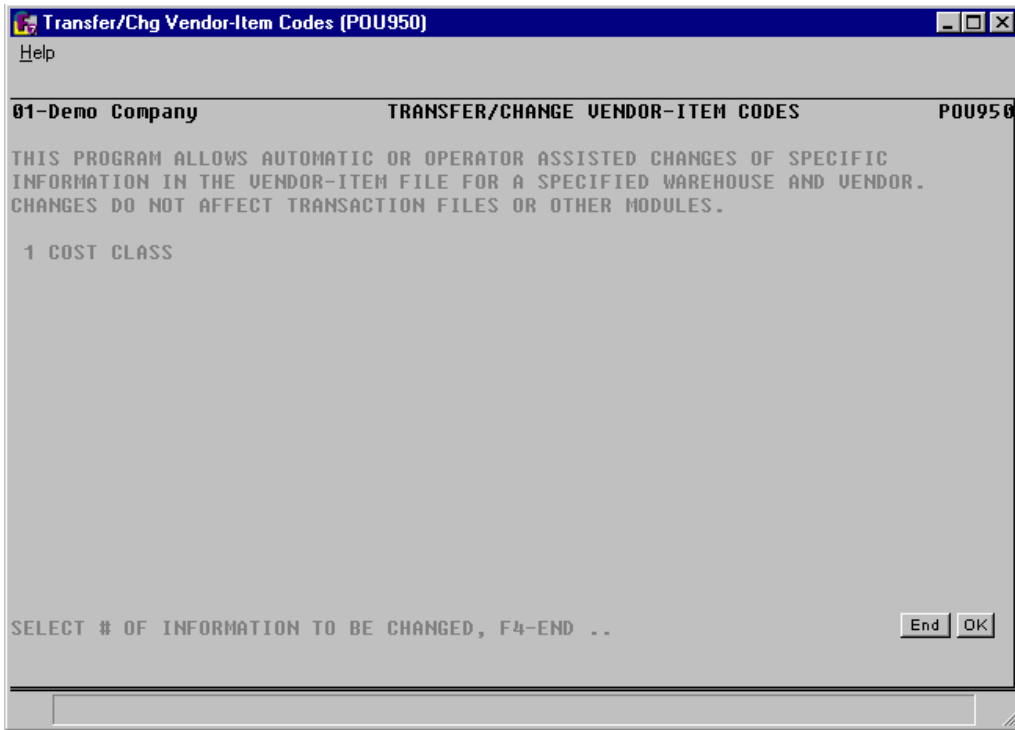 Transfer/Chg Vendor-Item Codes (POU950)
Help
01-Demo Company TRANSFER/CHANGE VENDOR-ITEM CODES POU950
THIS PROGRAM ALLOWS AUTOMATIC OR OPERATOR ASSISTED CHANGES OF SPECIFIC
INFORMATION IN THE VENDOR-ITEM FILE FOR A SPECIFIED WAREHOUSE AND VENDOR.
CHANGES DO NOT AFFECT TRANSACTION FILES OR OTHER MODULES.
1 COST CLASS
SELECT # OF INFORMATION TO BE CHANGED, F4-END .. End OK